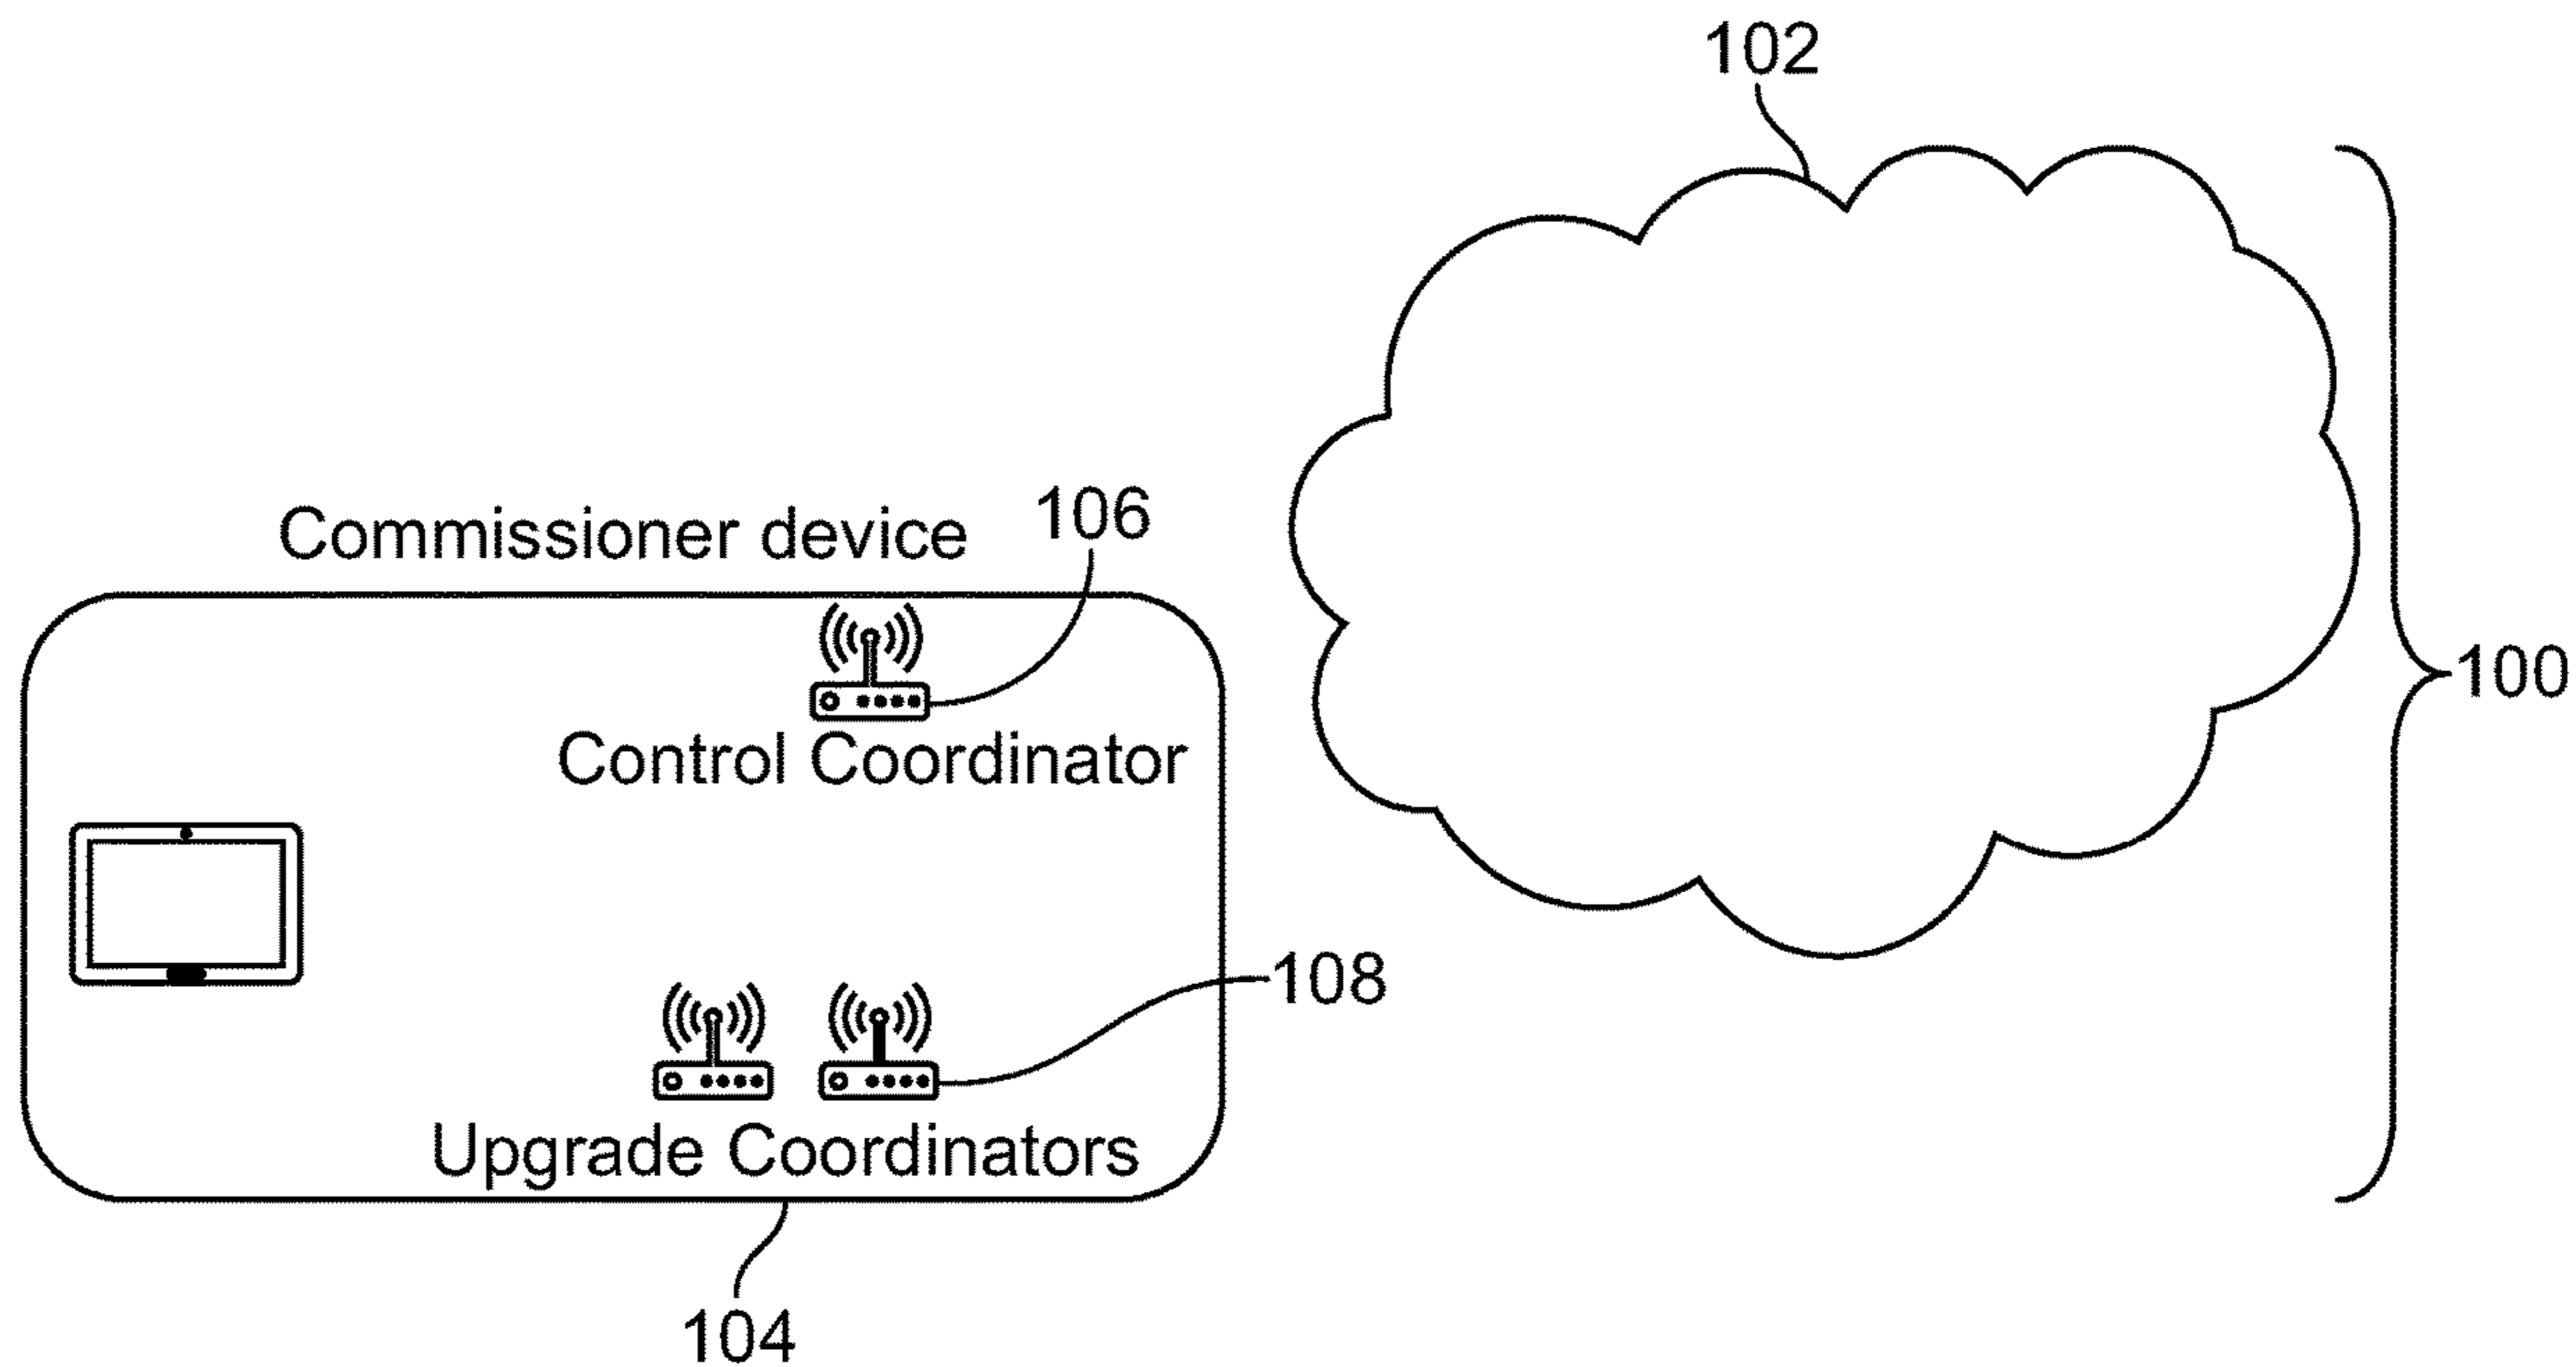 102
Commissioner device
106
100
Control Coordinator
108
Upgrade Coordinators
104